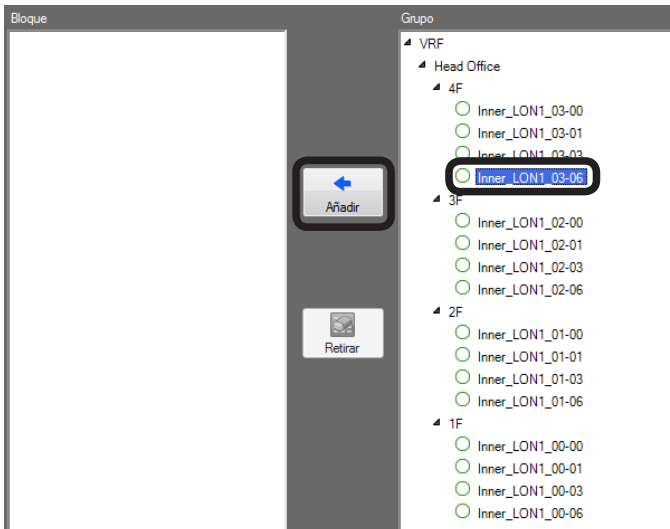 Bloque
Grupo
VRF
Head Office
4F
Inner_LON1_03-00
Inner_LON1_03-01
Inner_LON1_03-03
Inner_LON1_03-06
3F
Inner_LON1_02-00
Inner_LON1_02-01
Inner_LON1_02-03
Inner_LON1_02-06
2F
Inner_LON1_01-00
Inner_LON1_01-01
Inner_LON1_01-03
Inner_LON1_01-06
1F
Inner_LON1_00-00
Inner_LON1_00-01
Inner_LON1_00-03
Inner_LON1_00-06
Añadir
Retirar